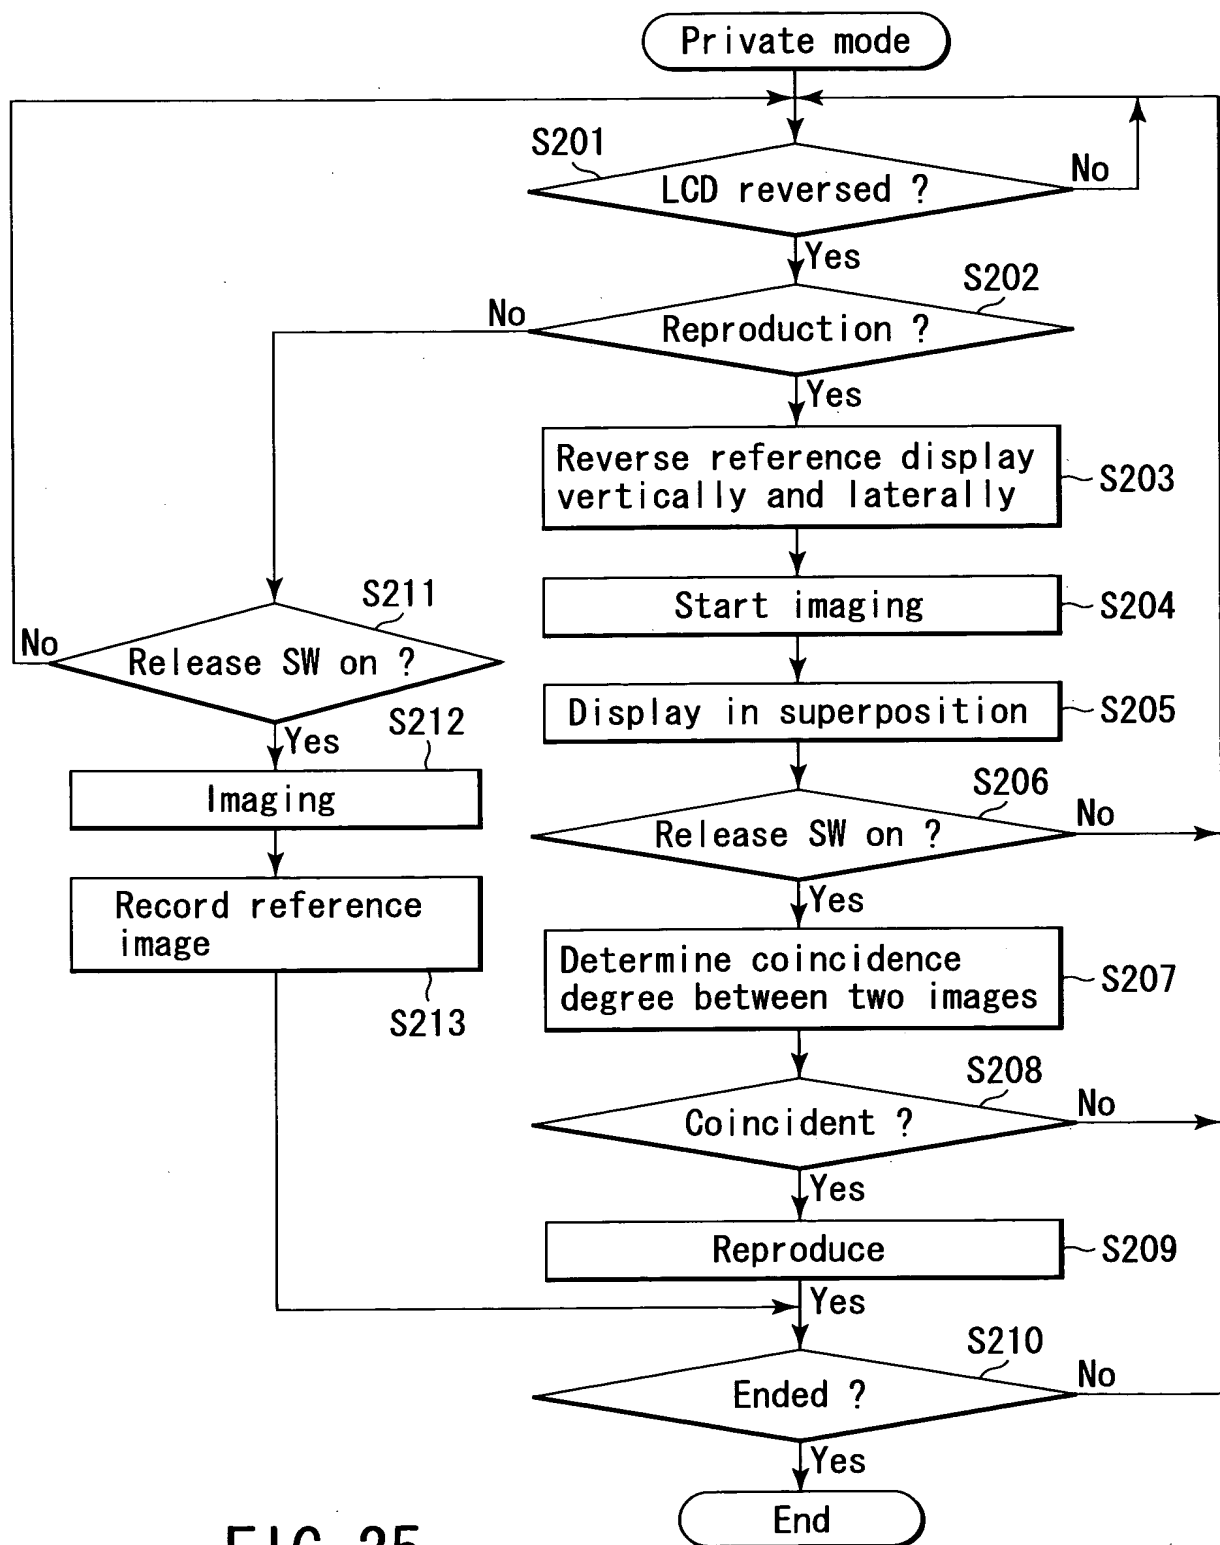 Private mode
S201
LCD reversed ?
No
Yes
S202
No
Reproduction ?
Yes
Reverse reference display
vertically and laterally
S203
Start imaging
S204
S211
No
Release SW on ?
Display in superposition
S205
Yes
S212
Imaging
S206
Release SW on ?
No
Yes
Record reference
image
S213
Determine coincidence
degree between two images
S207
S208
Coincident ?
No
Yes
Reproduce
S209
Yes
S210
Ended ?
No
Yes
End
FIG. 25